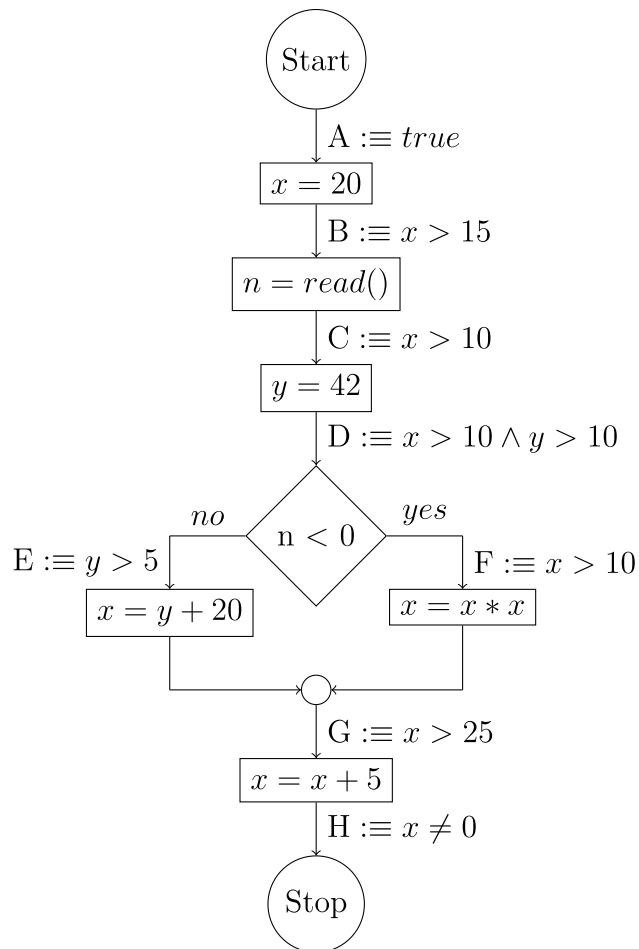 Start
A :≡ true
x = 20
B :≡ x > 15
n = read()
C :≡ x > 10
y = 42
D :≡ x > 10 ∧ y > 10
no
yes
n < 0
E :≡ y > 5
F :≡ x > 10
x = y + 20
x = x ∗ x
G :≡ x > 25
x = x + 5
H :≡ x ≠ 0
Stop